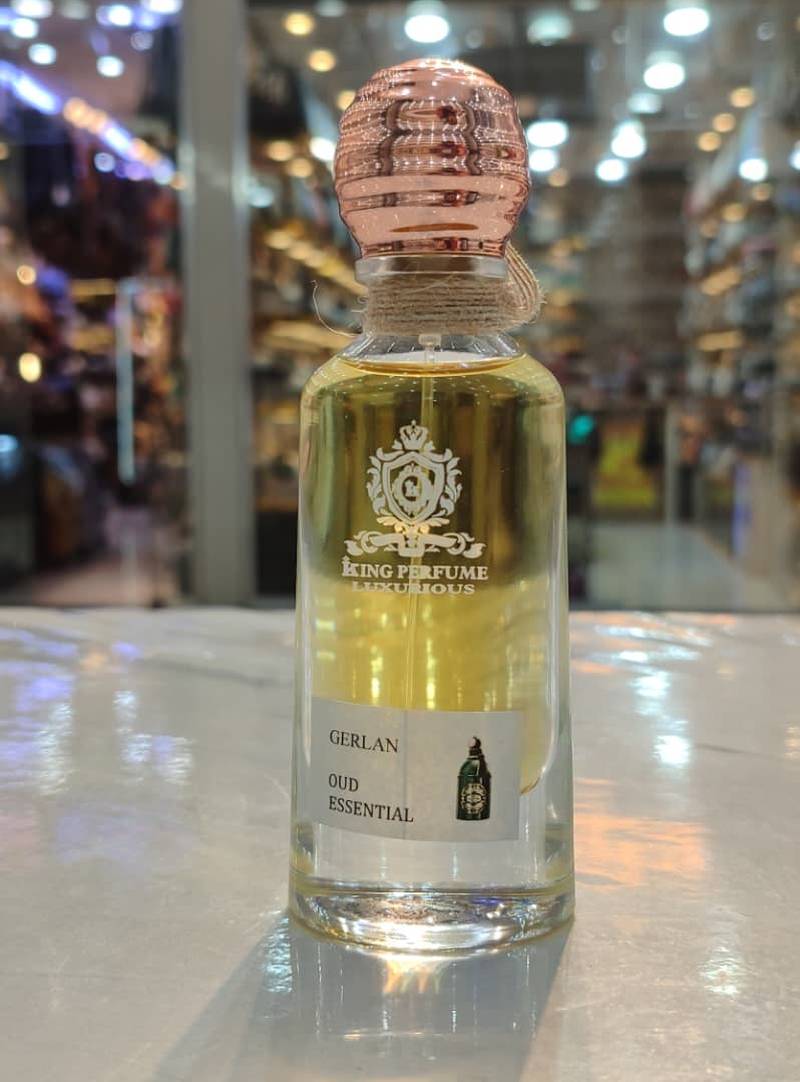 KING PERFUME
LUXURIOUS
GERLAN
OUD
ESSENTIAL